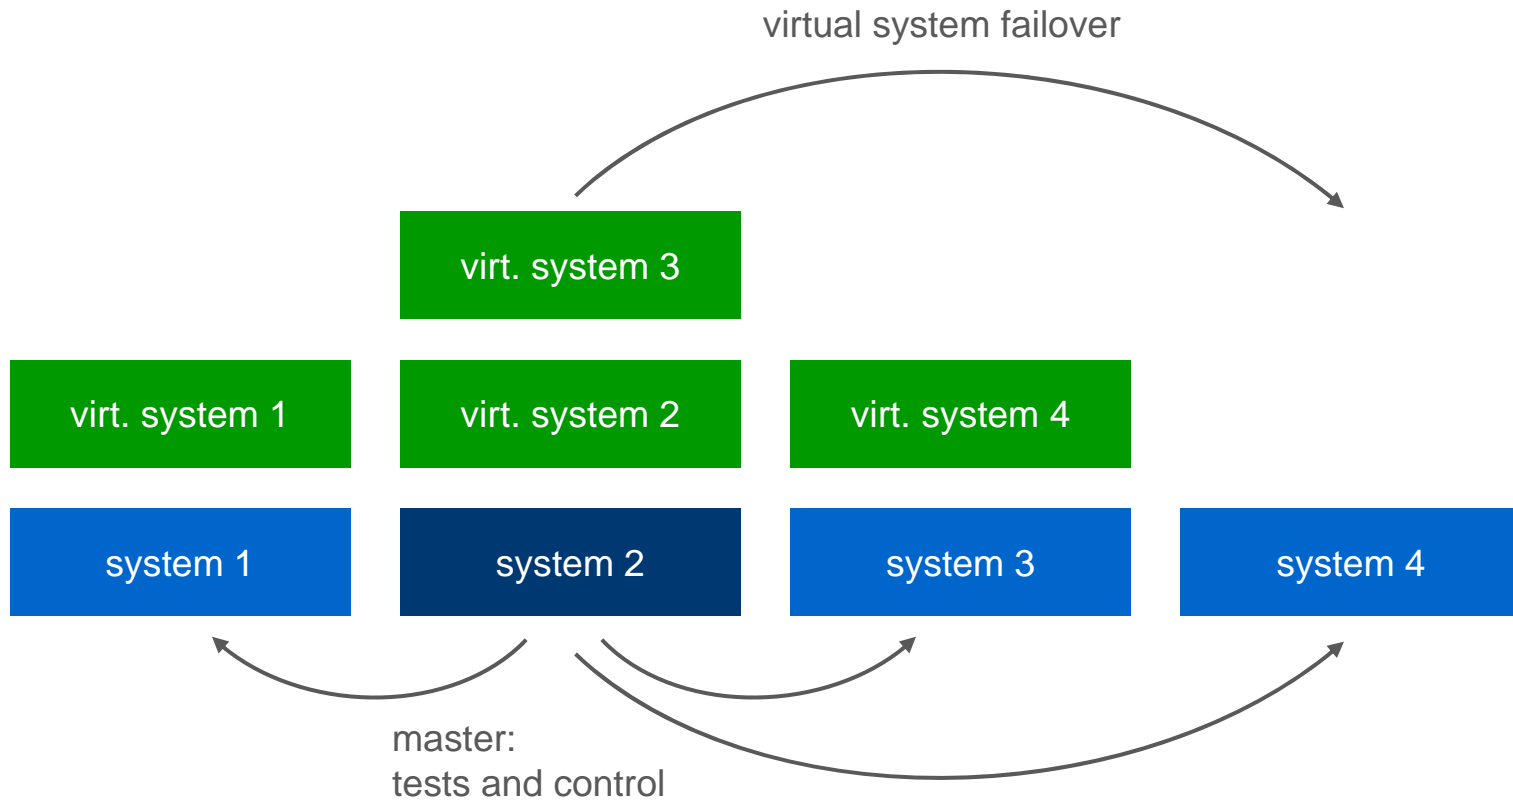 virtual system failover
virt. system 3
virt. system 1
virt. system 2
virt. system 4
system 1
system 2
system 3
system 4
master:
tests and control